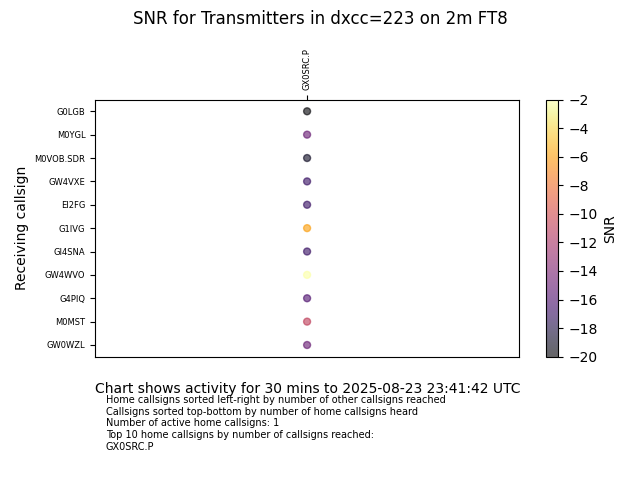 SNR for Transmitters in dxcc=223 on 2m FT8
GX0SRC.P
G0LGB
M0YGL
M0VOB.SDR
GW4VXE
EI2FG
G1IVG
GI4SNA
GW4WVO
G4PIQ
M0MST
GW0WZL
Receiving callsign
−2
−4
−6
−8
−10
−12
−14
−16
−18
−20
SNR
Chart shows activity for 30 mins to 2025-08-23 23:41:42 UTC
Home callsigns sorted left-right by number of other callsigns reached
Callsigns sorted top-bottom by number of home callsigns heard
Number of active home callsigns: 1
Top 10 home callsigns by number of callsigns reached:
GX0SRC.P